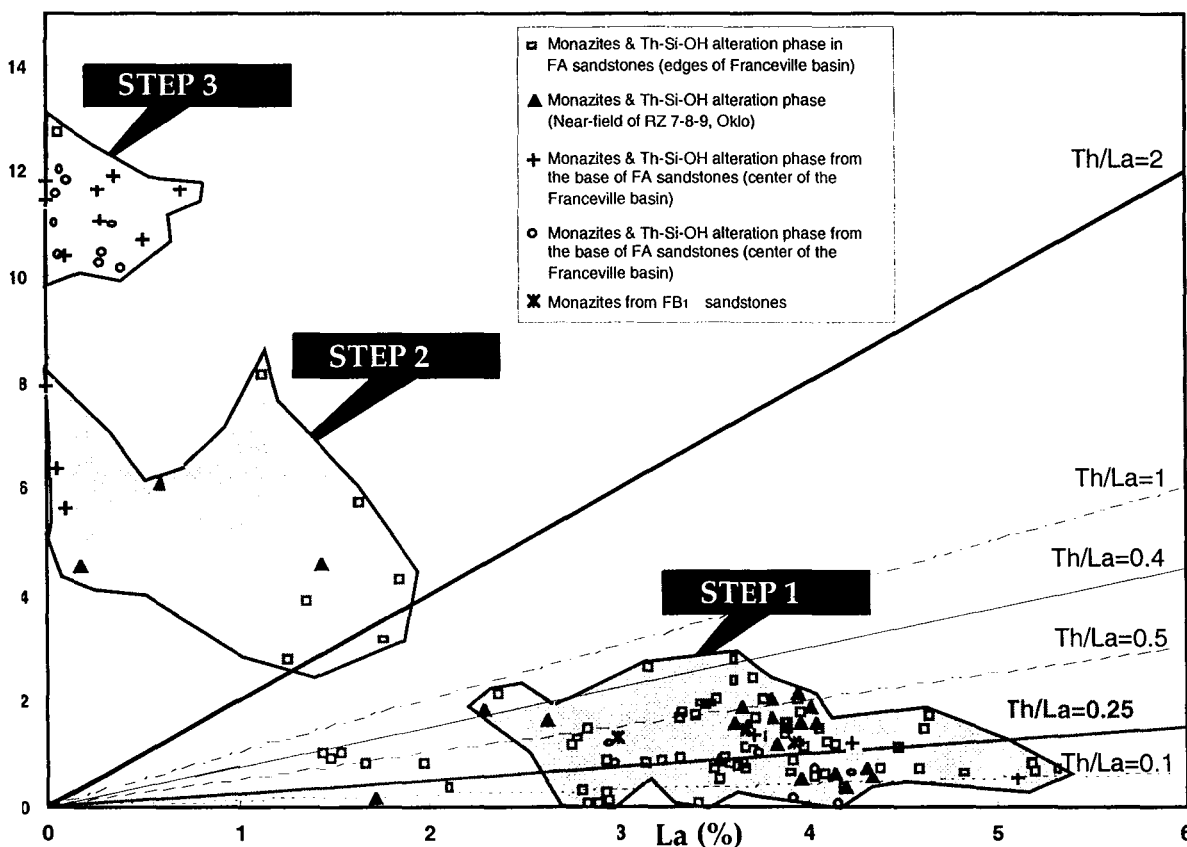 14
12
10
8
6
4
2
0
STEP 3
STEP 2
STEP 1
Monazites & Th-Si-OH alteration phase in
FA sandstones (edges of Franceville basin)
Monazites & Th-Si-OH alteration phase
(Near-field of RZ 7-8-9, Oklo)
Monazites & Th-Si-OH alteration phase from
the base of FA sandstones (center of the
Franceville basin)
Monazites & Th-Si-OH alteration phase from
the base of FA sandstones (center of the
Franceville basin)
Monazites from FB1 sandstones
Th/La=2
Th/La=1
Th/La=0.4
Th/La=0.5
Th/La=0.25
Th/La=0.1
0 1 2 3 4 5 6
La (%)